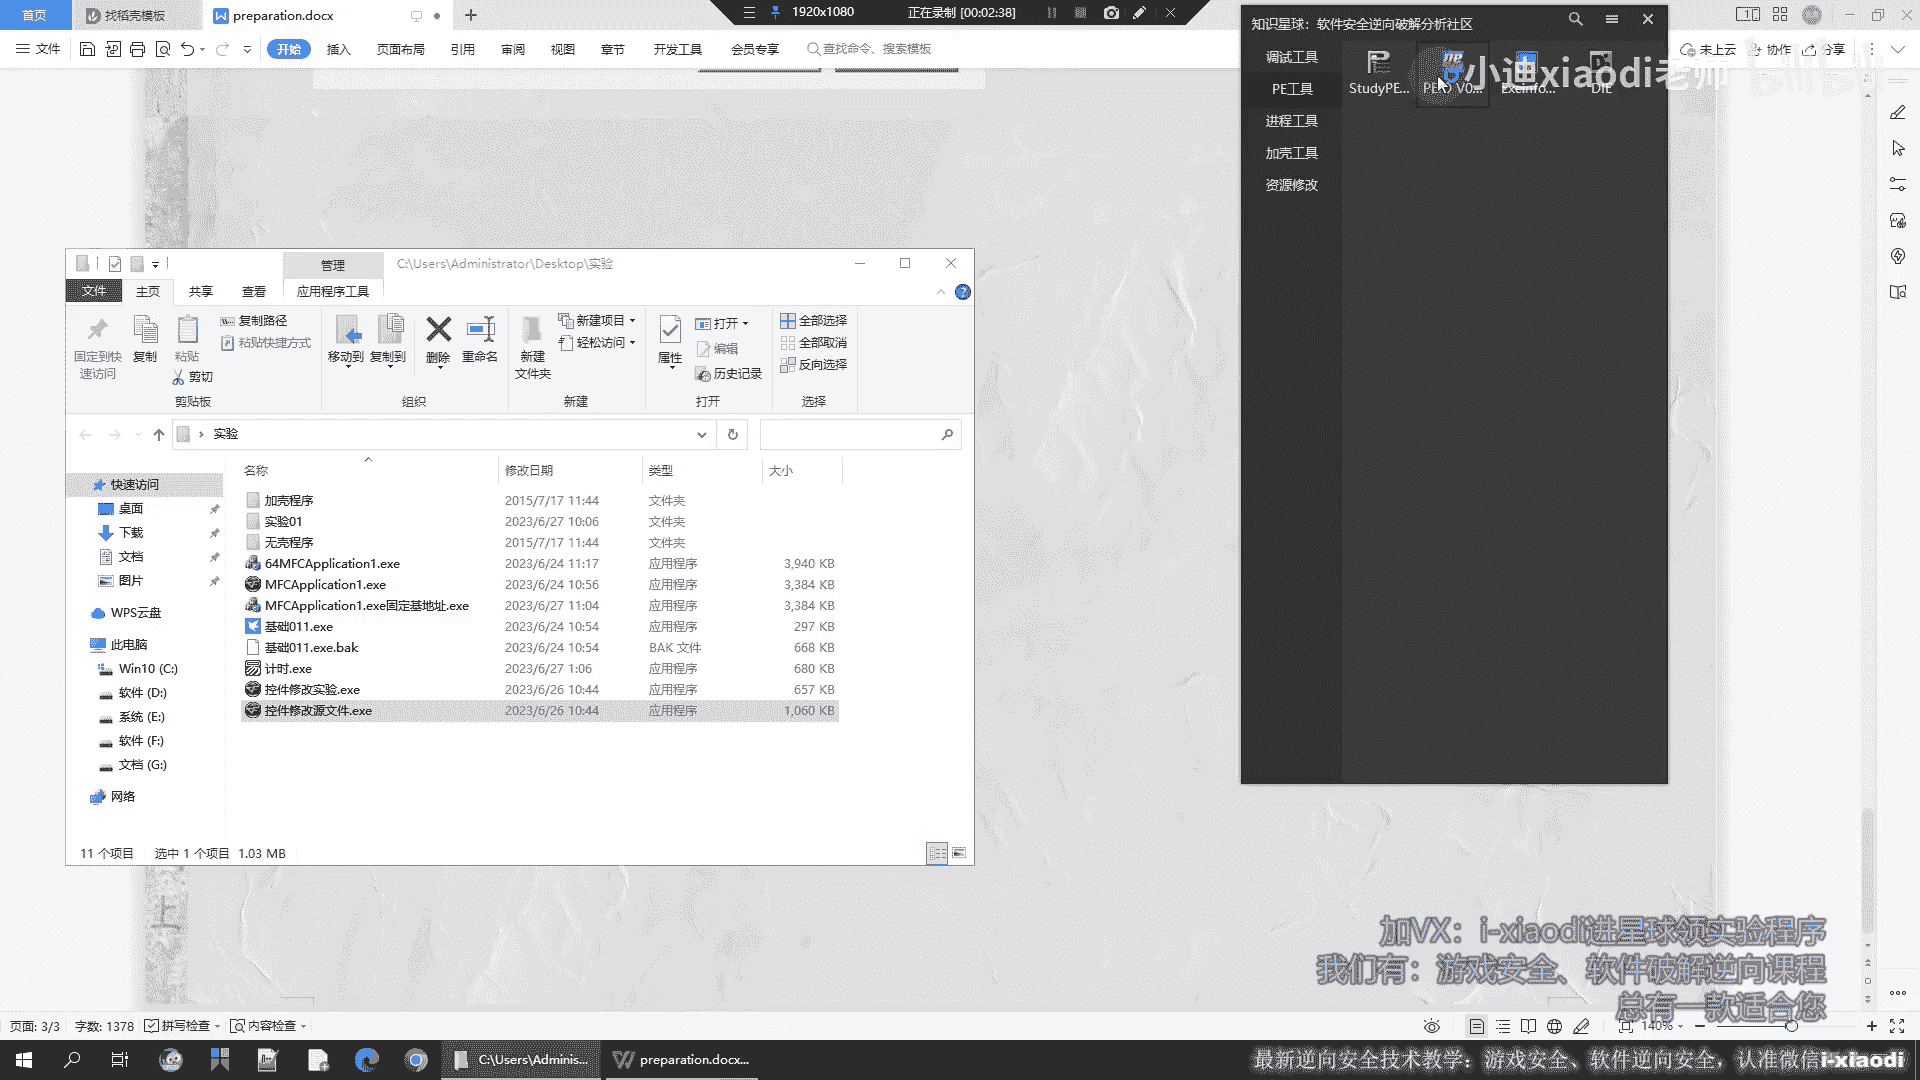 首页
找稻壳模板
preparation.docx
1920x1080
正在录制 [00:02:38]
文件
开始
插入
页面布局
引用
审阅
视图
章节
开发工具
会员专享
查找命令、搜索模板
未上云
协作
分享
知识星球：软件安全逆向破解分析社区
调试工具
PE工具
进程工具
加壳工具
资源修改
StudyPE...
Exeinfo...
DIE
小迪xiaodi老师
管理
C:\Users\Administrator\Desktop\实验
文件
主页
共享
查看
应用程序工具
固定到快速访问
复制
粘贴
复制路径
粘贴快捷方式
剪切
剪贴板
移动到
复制到
删除
重命名
组织
新建
文件夹
新建项目
轻松访问
新建
属性
打开
编辑
历史记录
打开
全部选择
全部取消
反向选择
选择
实验
名称 修改日期 类型 大小
快速访问
桌面
下载
文档
图片
WPS云盘
此电脑
Win10 (C:)
软件 (D:)
系统 (E:)
软件 (F:)
文档 (G:)
网络
加壳程序 2015/7/17 11:44 文件夹
实验01 2023/6/27 10:06 文件夹
无壳程序 2015/7/17 11:44 文件夹
64MFCApplication1.exe 2023/6/24 11:17 应用程序 3,940 KB
MFCApplication1.exe 2023/6/24 10:56 应用程序 3,384 KB
MFCApplication1.exe固定基地址.exe 2023/6/27 11:04 应用程序 3,384 KB
基础011.exe 2023/6/24 10:54 应用程序 297 KB
基础011.exe.bak 2023/6/24 10:54 BAK 文件 668 KB
计时.exe 2023/6/27 1:06 应用程序 680 KB
控件修改实验.exe 2023/6/26 10:44 应用程序 657 KB
控件修改源文件.exe 2023/6/26 10:44 应用程序 1,060 KB
11 个项目 选中 1 个项目 1.03 MB
加VX：i-xiaodi进星球领实验程序
我们有：游戏安全、软件破解逆向课程
总有一款适合您
页面: 3/3
字数: 1378
拼写检查
内容检查
140%
C:\Users\Adminis...
preparation.docx...
最新逆向安全技术教学：游戏安全、软件逆向安全，认准微信i-xiaodi